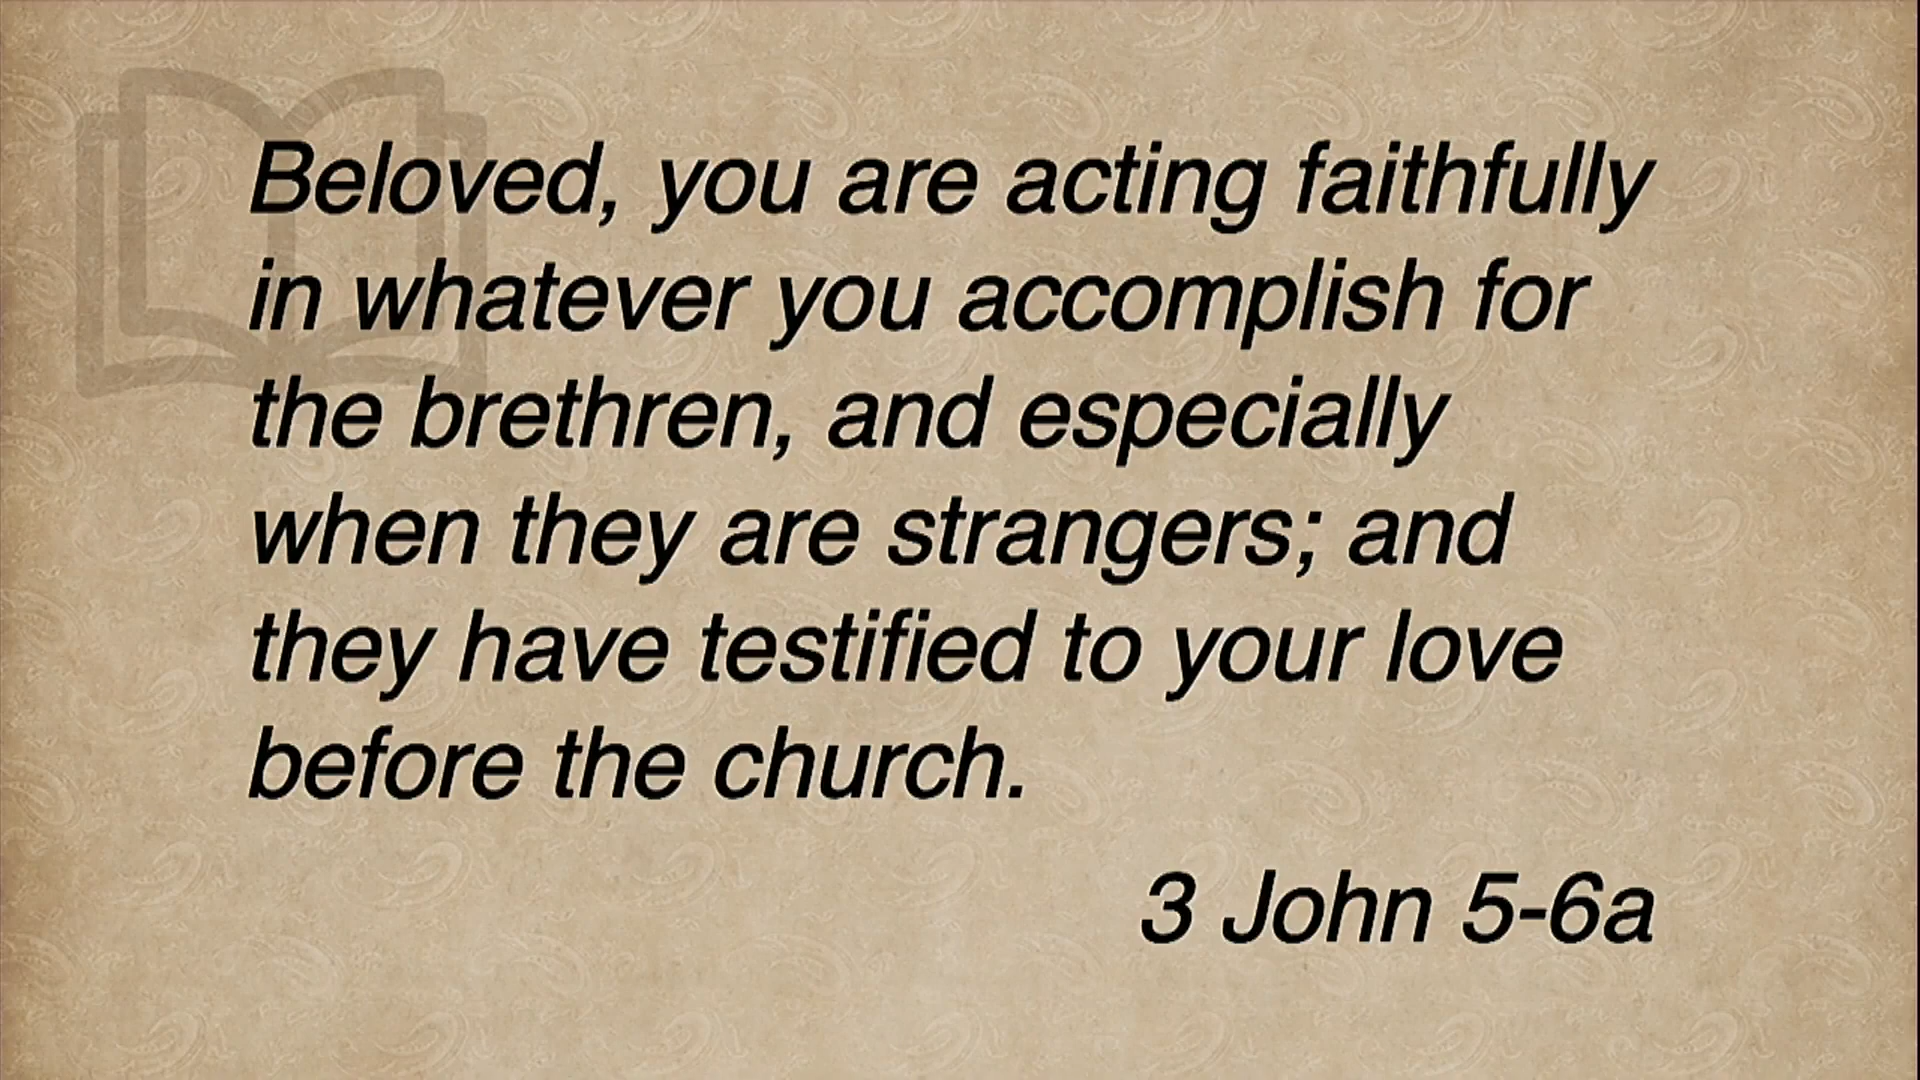 Beloved, you are acting faithfully
in whatever you accomplish for
the brethren, and especially
when they are strangers; and
they have testified to your love
before the church.
3 John 5-6a